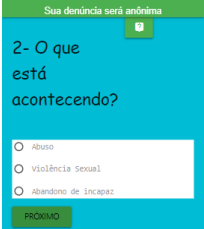 Sua denúncia será anônima
2- O que
está
acontecendo?
Abuso
Violência Sexual
Abandono de incapaz
PRÓXIMO